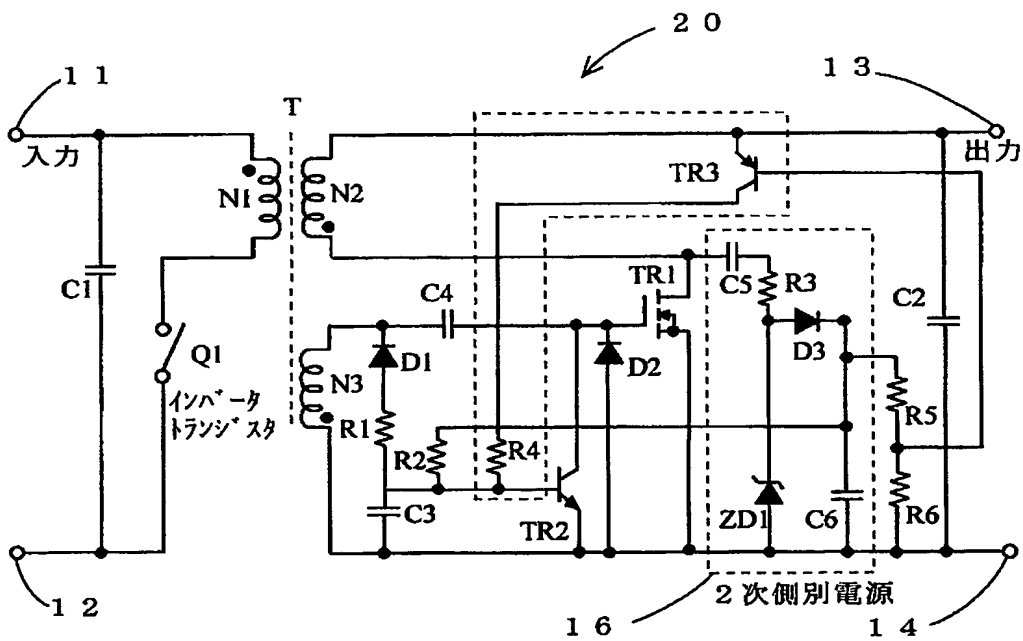 ２０
１１
１３
T
入力
出力
N1
N2
TR3
C1
C4
TR1
C5
R3
C2
Q1
インバータ
トランジスタ
N3
D1
D2
D3
R1
R2
R4
R5
C3
TR2
ZD1
C6
R6
２次側別電源
１２
１６
１４